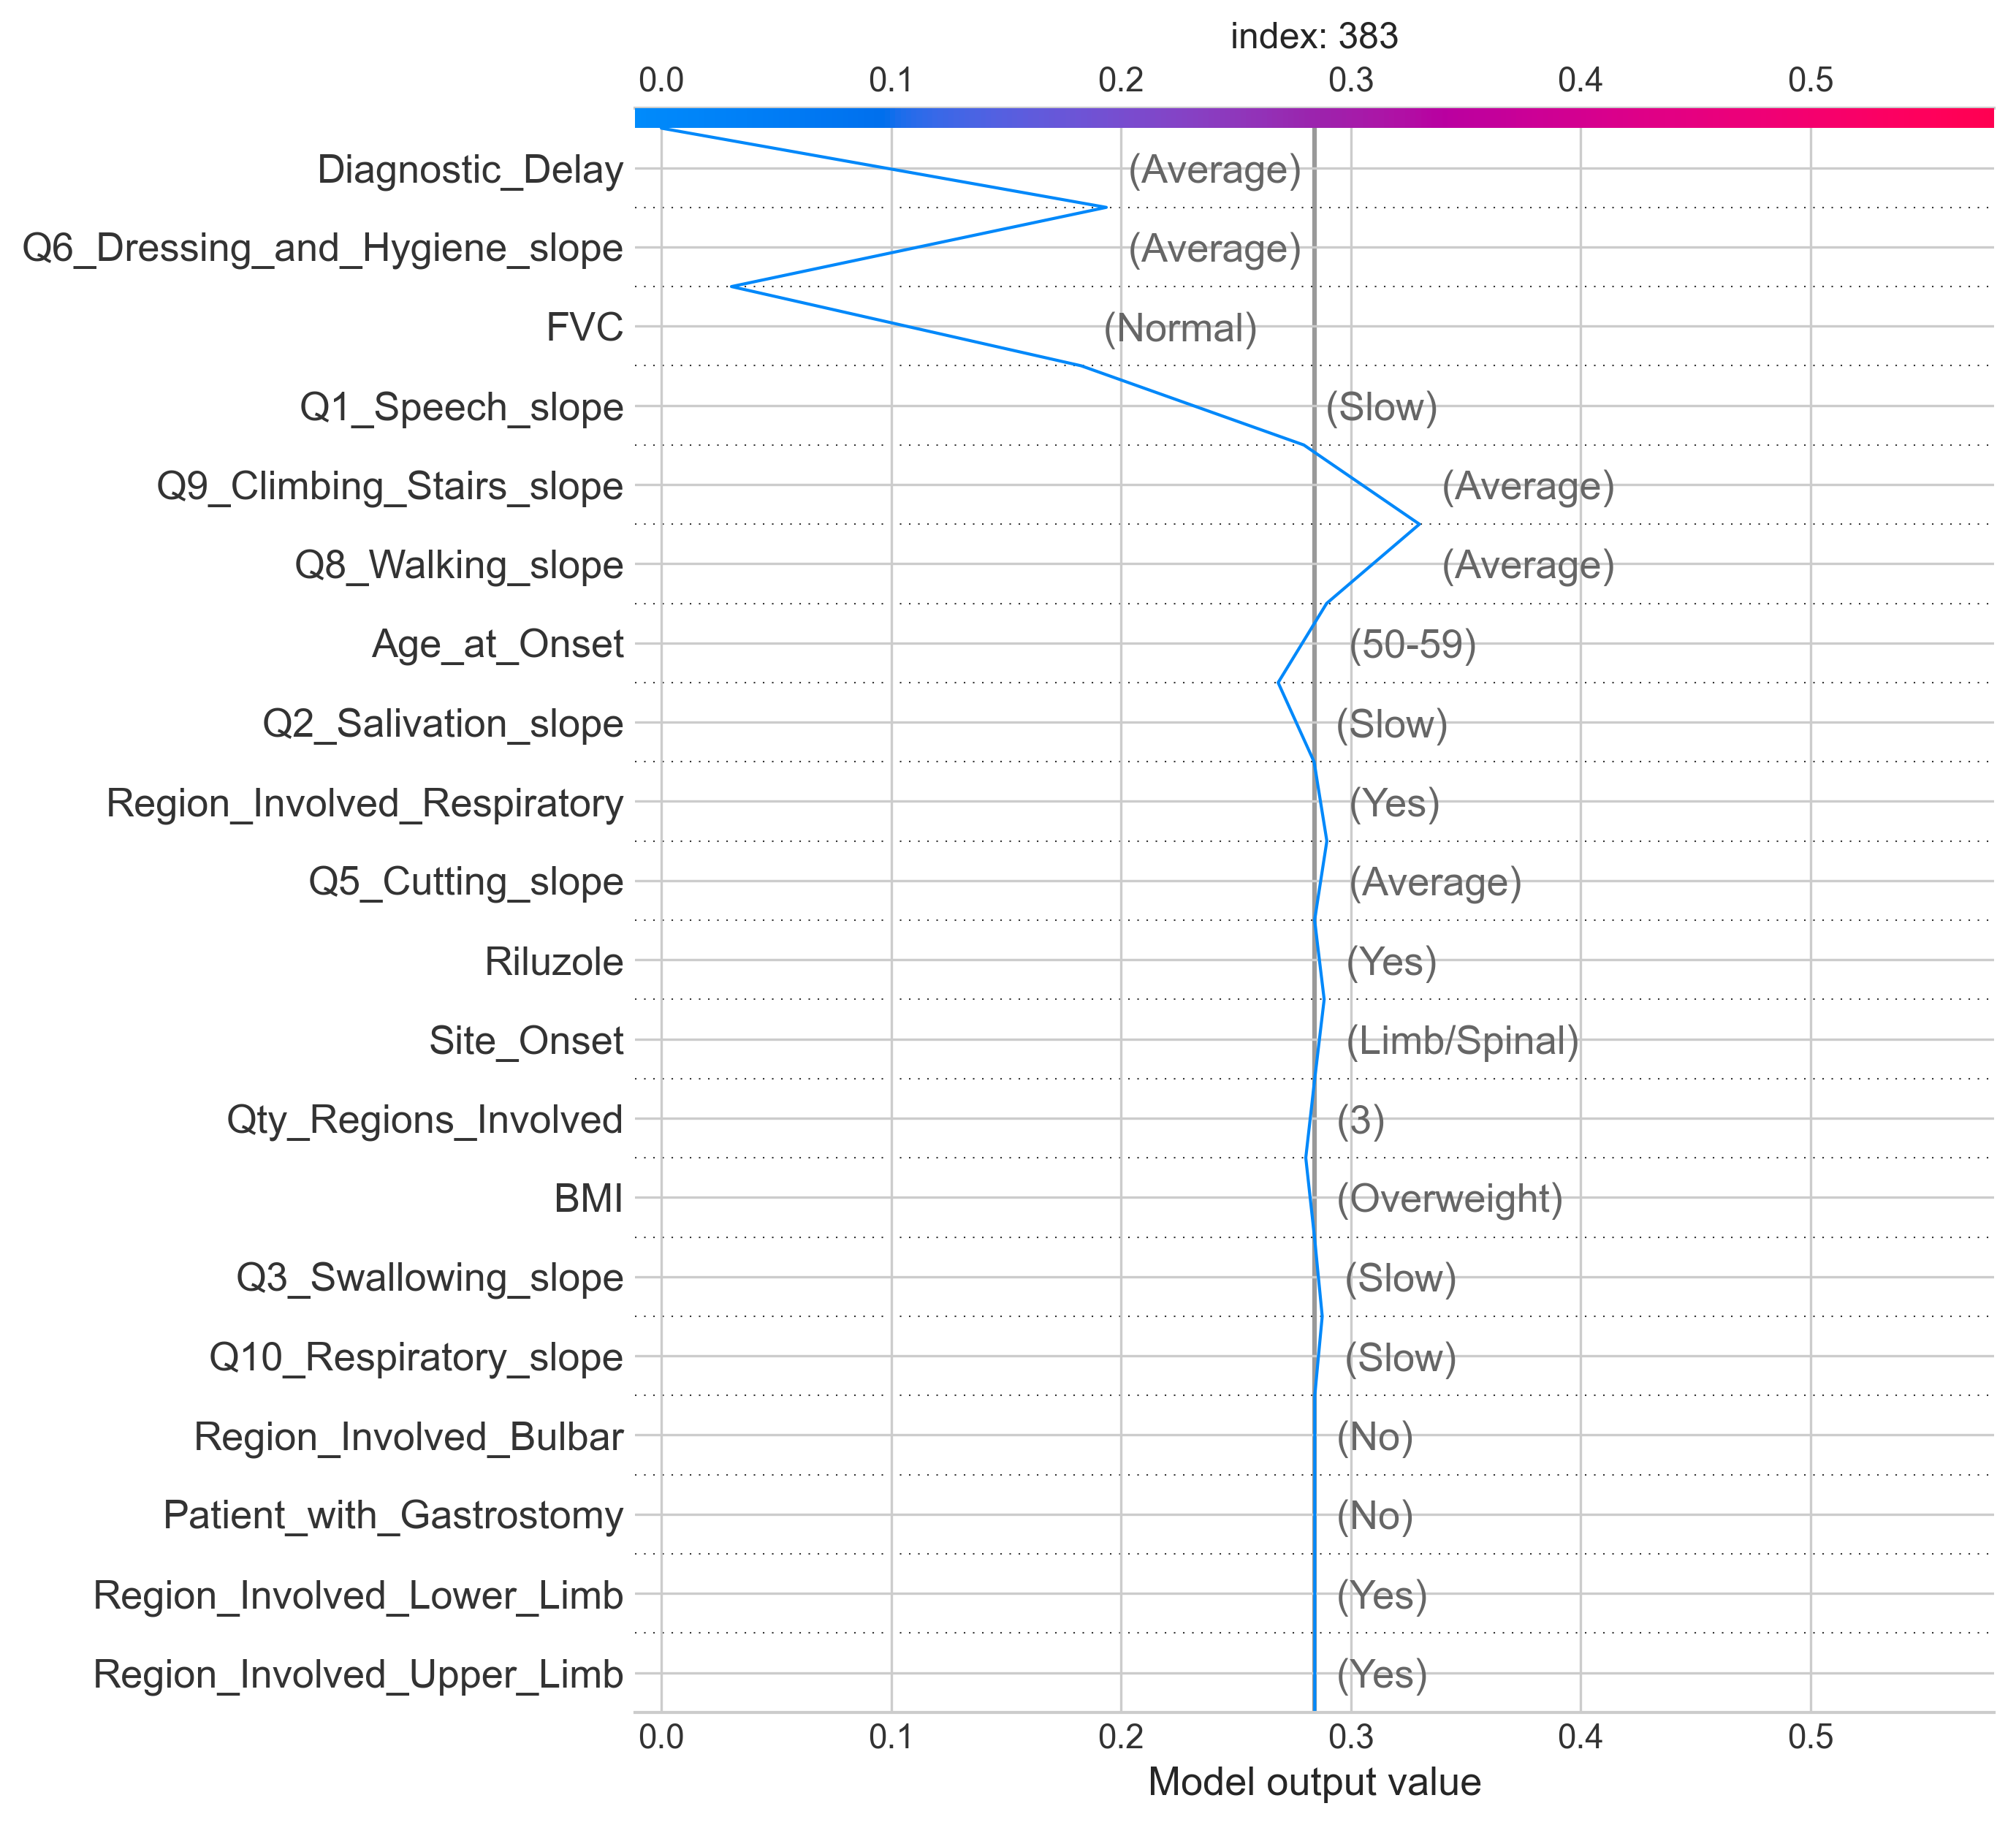 index: 383
0.0 0.1 0.2 0.3 0.4 0.5
Diagnostic_Delay (Average)
Q6_Dressing_and_Hygiene_slope (Average)
FVC (Normal)
Q1_Speech_slope (Slow)
Q9_Climbing_Stairs_slope (Average)
Q8_Walking_slope (Average)
Age_at_Onset (50-59)
Q2_Salivation_slope (Slow)
Region_Involved_Respiratory (Yes)
Q5_Cutting_slope (Average)
Riluzole (Yes)
Site_Onset (Limb/Spinal)
Qty_Regions_Involved (3)
BMI (Overweight)
Q3_Swallowing_slope (Slow)
Q10_Respiratory_slope (Slow)
Region_Involved_Bulbar (No)
Patient_with_Gastrostomy (No)
Region_Involved_Lower_Limb (Yes)
Region_Involved_Upper_Limb (Yes)
0.0 0.1 0.2 0.3 0.4 0.5
Model output value